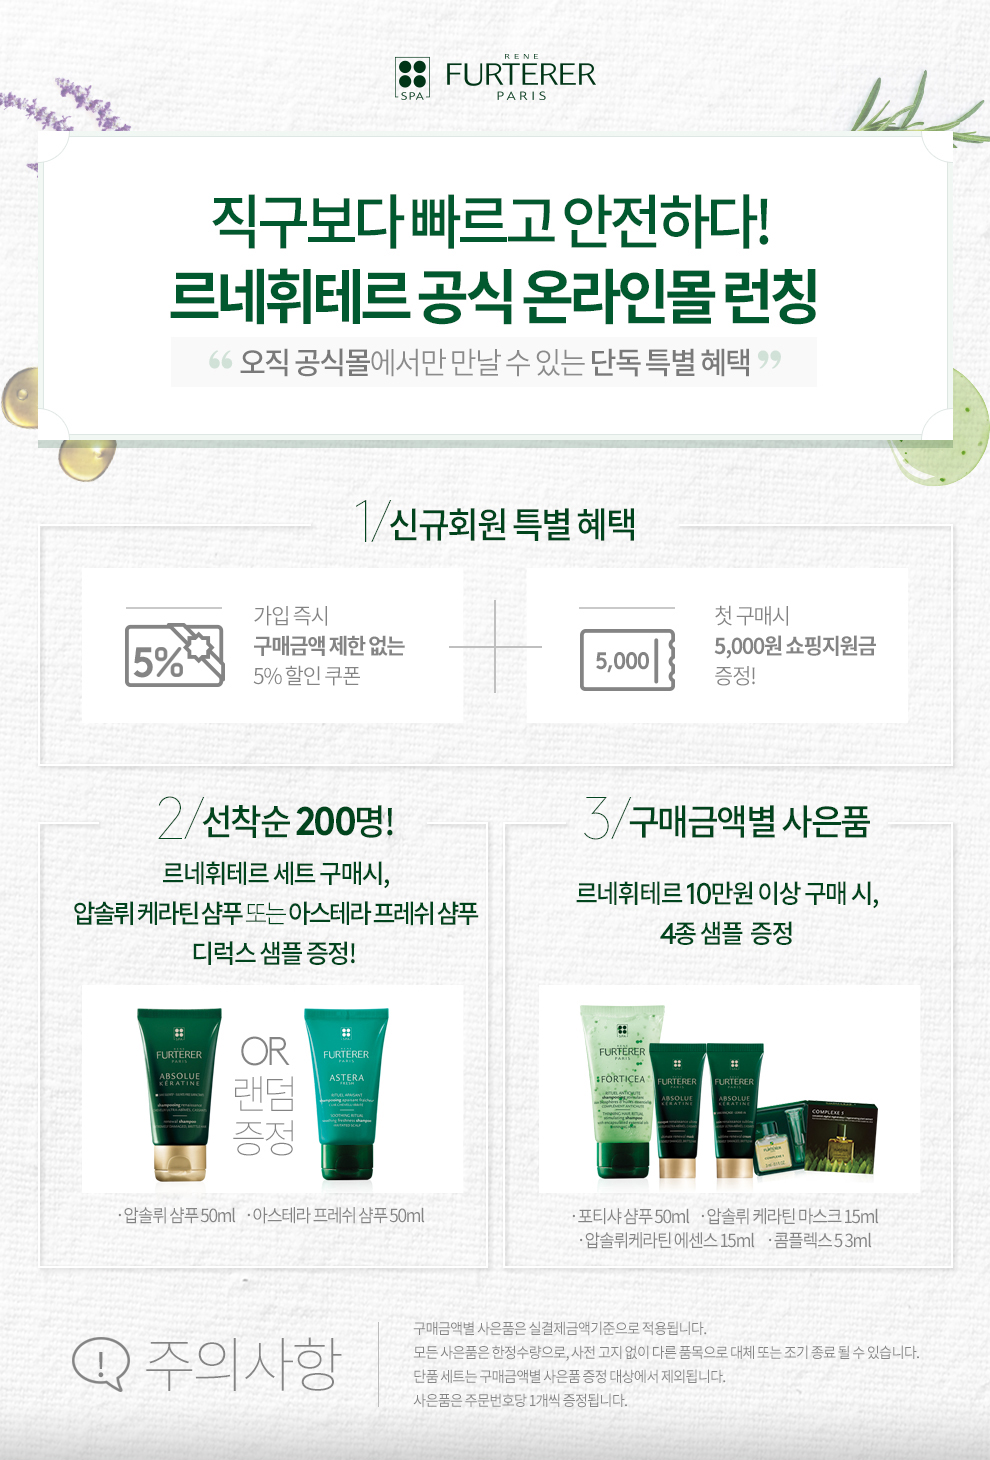 RENE
FURTERER
PARIS
SPA
직구보다 빠르고 안전하다!
르네휘테르 공식 온라인몰 런칭
“ 오직 공식몰에서만 만날 수 있는 단독 특별 혜택 ”
1/신규회원 특별 혜택
5%
가입 즉시
구매금액 제한 없는
5% 할인 쿠폰
5,000
첫 구매시
5,000원 쇼핑지원금
증정!
2/선착순 200명!
르네휘테르 세트 구매시,
압솔뤼 케라틴 샴푸 또는 아스테라 프레쉬 샴푸
디럭스 샘플 증정!
FURTERER
PARIS
ABSOLUE
KÉRATINE
OR
랜덤
증정
FURTERER
PARIS
ASTERA
FRESH
·압솔뤼 샴푸 50ml ·아스테라 프레쉬 샴푸 50ml
3/구매금액별 사은품
르네휘테르 10만원 이상 구매 시,
4종 샘플 증정
FURTERER
PARIS
FORTICEA
FURTERER
ABSOLUE
KÉRATINE
FURTERER
ABSOLUE
KÉRATINE
FURTERER
COMPLEXE 5
COMPLEXE 5
·포티샤 샴푸 50ml ·압솔뤼 케라틴 마스크 15ml
·압솔뤼케라틴 에센스 15ml ·콤플렉스 5 3ml
주의사항
구매금액별 사은품은 실결제금액기준으로 적용됩니다.
모든 사은품은 한정수량으로, 사전 고지 없이 다른 품목으로 대체 또는 조기 종료 될 수 있습니다.
단품 세트는 구매금액별 사은품 증정 대상에서 제외됩니다.
사은품은 주문번호당 1개씩 증정됩니다.